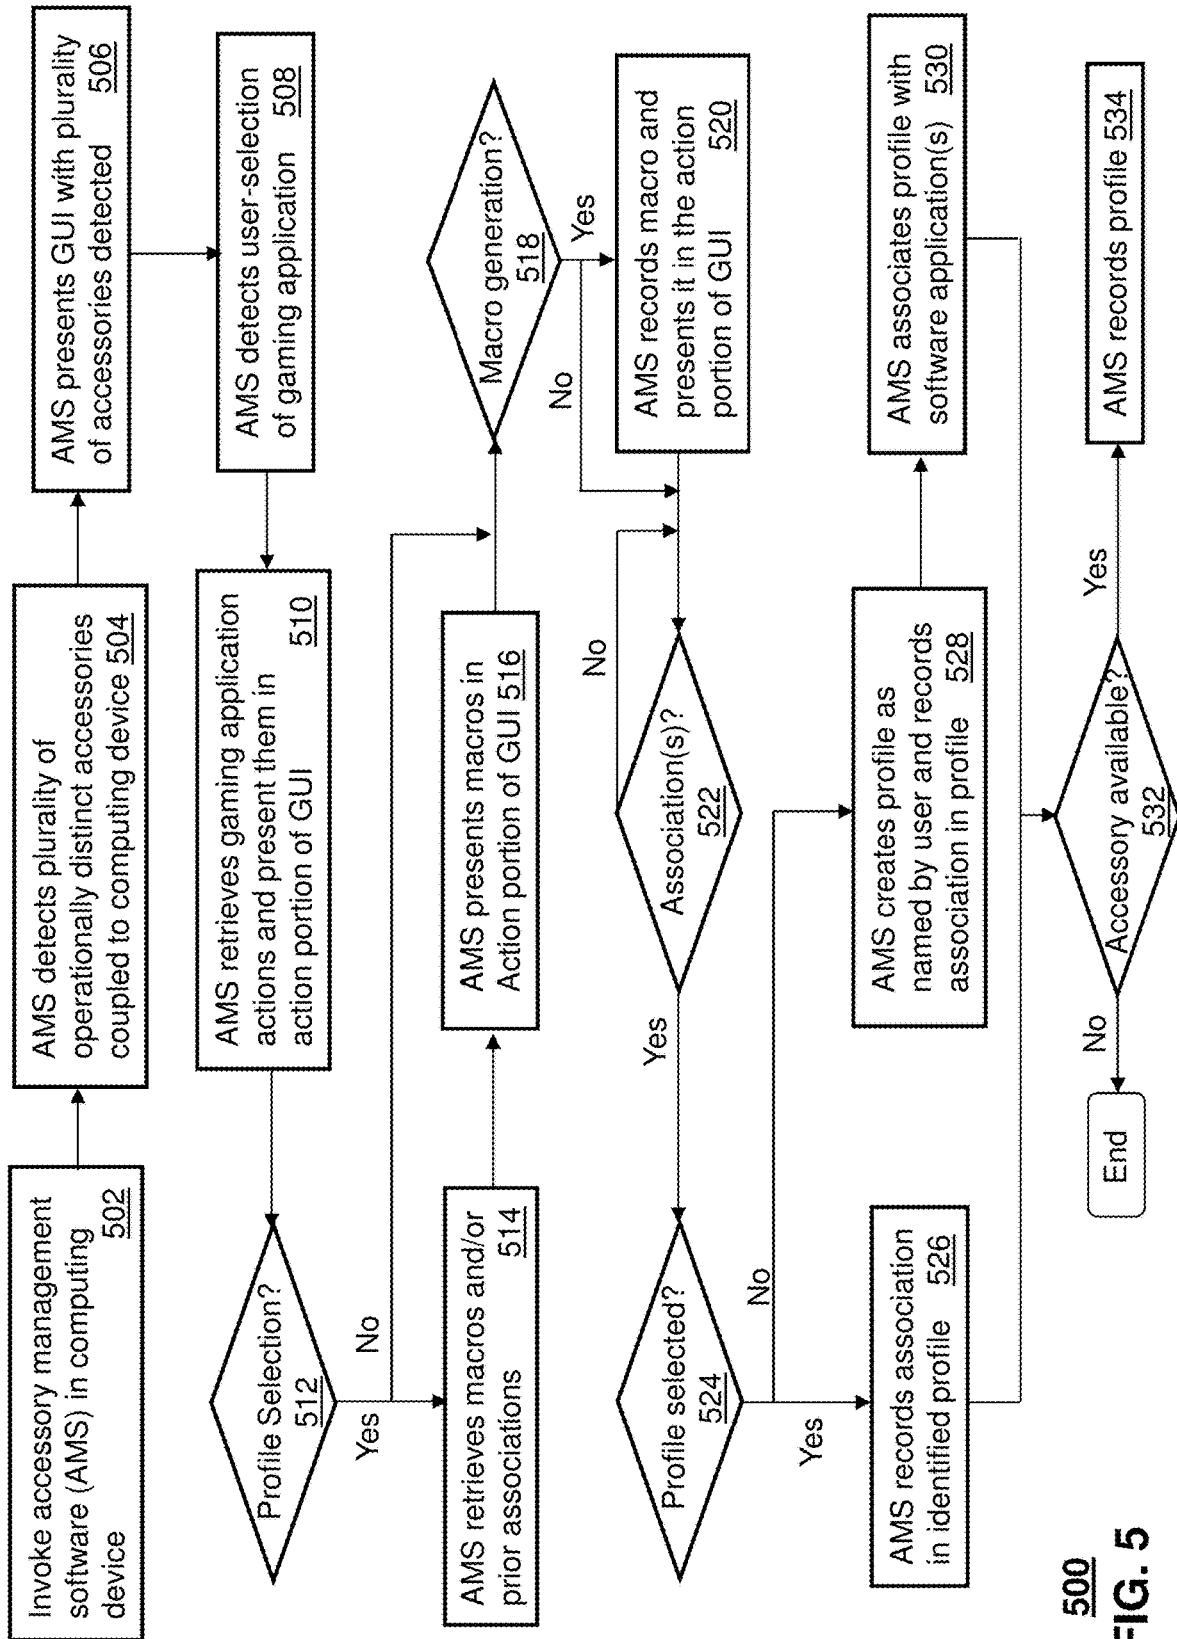 Invoke accessory management
software (AMS) in computing
device 502
AMS detects plurality of
operationally distinct accessories
coupled to computing device 504
AMS presents GUI with plurality
of accessories detected 506
AMS detects user-selection
of gaming application 508
AMS retrieves gaming application
actions and present them in
action portion of GUI 510
Profile Selection?
512
Yes
No
AMS retrieves macros and/or
prior associations 514
AMS presents macros in
Action portion of GUI 516
Macro generation?
518
Yes
No
AMS records macro and
presents it in the action
portion of GUI 520
Association(s)?
522
No
Yes
Profile selected?
524
No
Yes
AMS records association
in identified profile 526
AMS creates profile as
named by user and records
association in profile 528
AMS associates profile with
software application(s) 530
Accessory available?
532
No
Yes
End
AMS records profile 534
500
FIG. 5